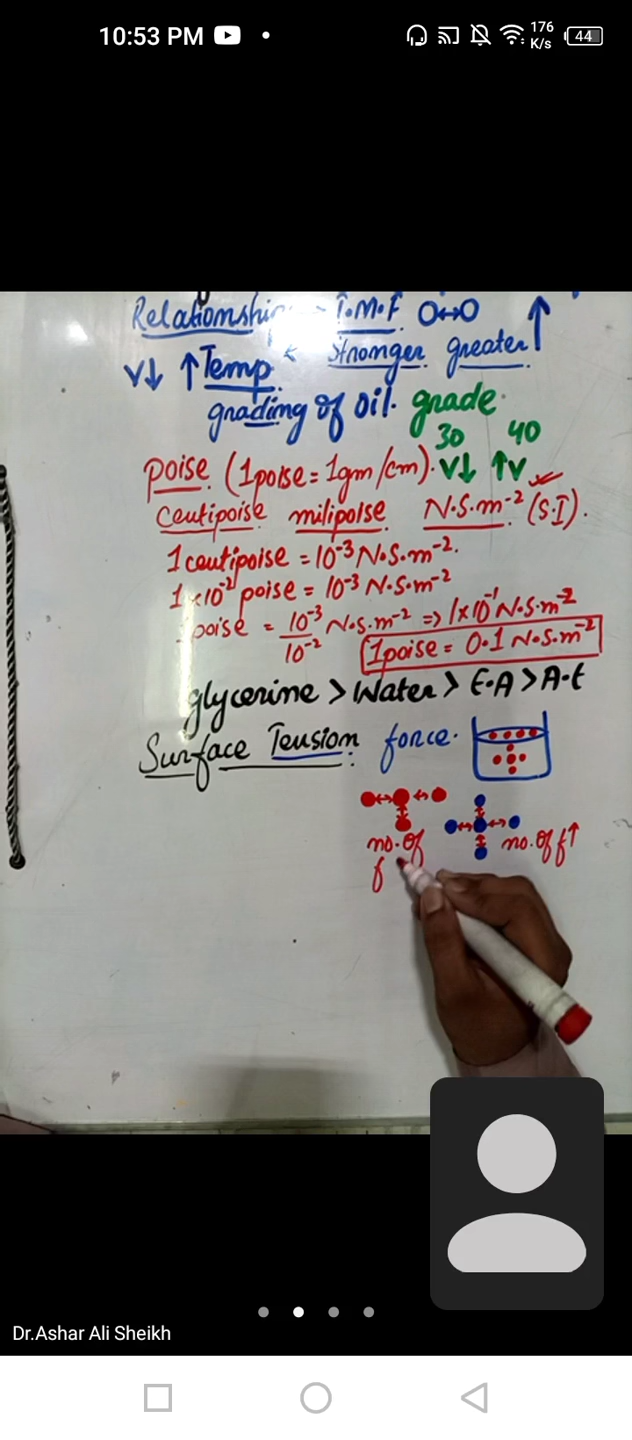 10:53 PM
176 K/s
44
Relationship I.M.F O↔O ↑
V↓ ↑Temp Stronger greater
grading of oil. grade.
30 40
poise (1poise = 1gm/cm). V↓ ↑V
Centipoise milipoise N.S.m⁻² (S.I).
1 centipoise = 10⁻³ N.S.m⁻².
1×10⁻² poise = 10⁻³ N.S.m⁻²
poise = 10⁻³/10⁻² N.S.m⁻² => 1×10⁻¹ N.S.m⁻²
1poise = 0.1 N.S.m⁻²
glycerine > Water > E.A > A.E
Surface Tension: force.
no. of f
no. of f↑
Dr.Ashar Ali Sheikh